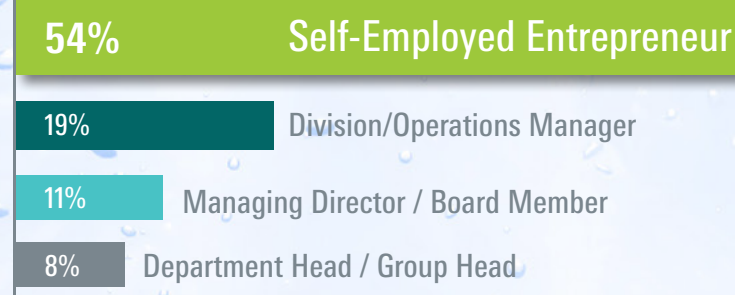 54% Self-Employed Entrepreneur
19% Division/Operations Manager
11% Managing Director / Board Member
8% Department Head / Group Head